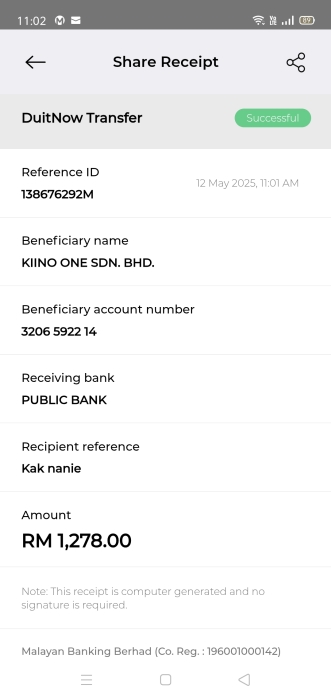 11:02
89
Share Receipt
DuitNow Transfer
Successful
Reference ID
12 May 2025, 11:01 AM
138676292M
Beneficiary name
KIINO ONE SDN. BHD.
Beneficiary account number
3206 5922 14
Receiving bank
PUBLIC BANK
Recipient reference
Kak nanie
Amount
RM 1,278.00
Note: This receipt is computer generated and no
signature is required.
Malayan Banking Berhad (Co. Reg. : 196001000142)